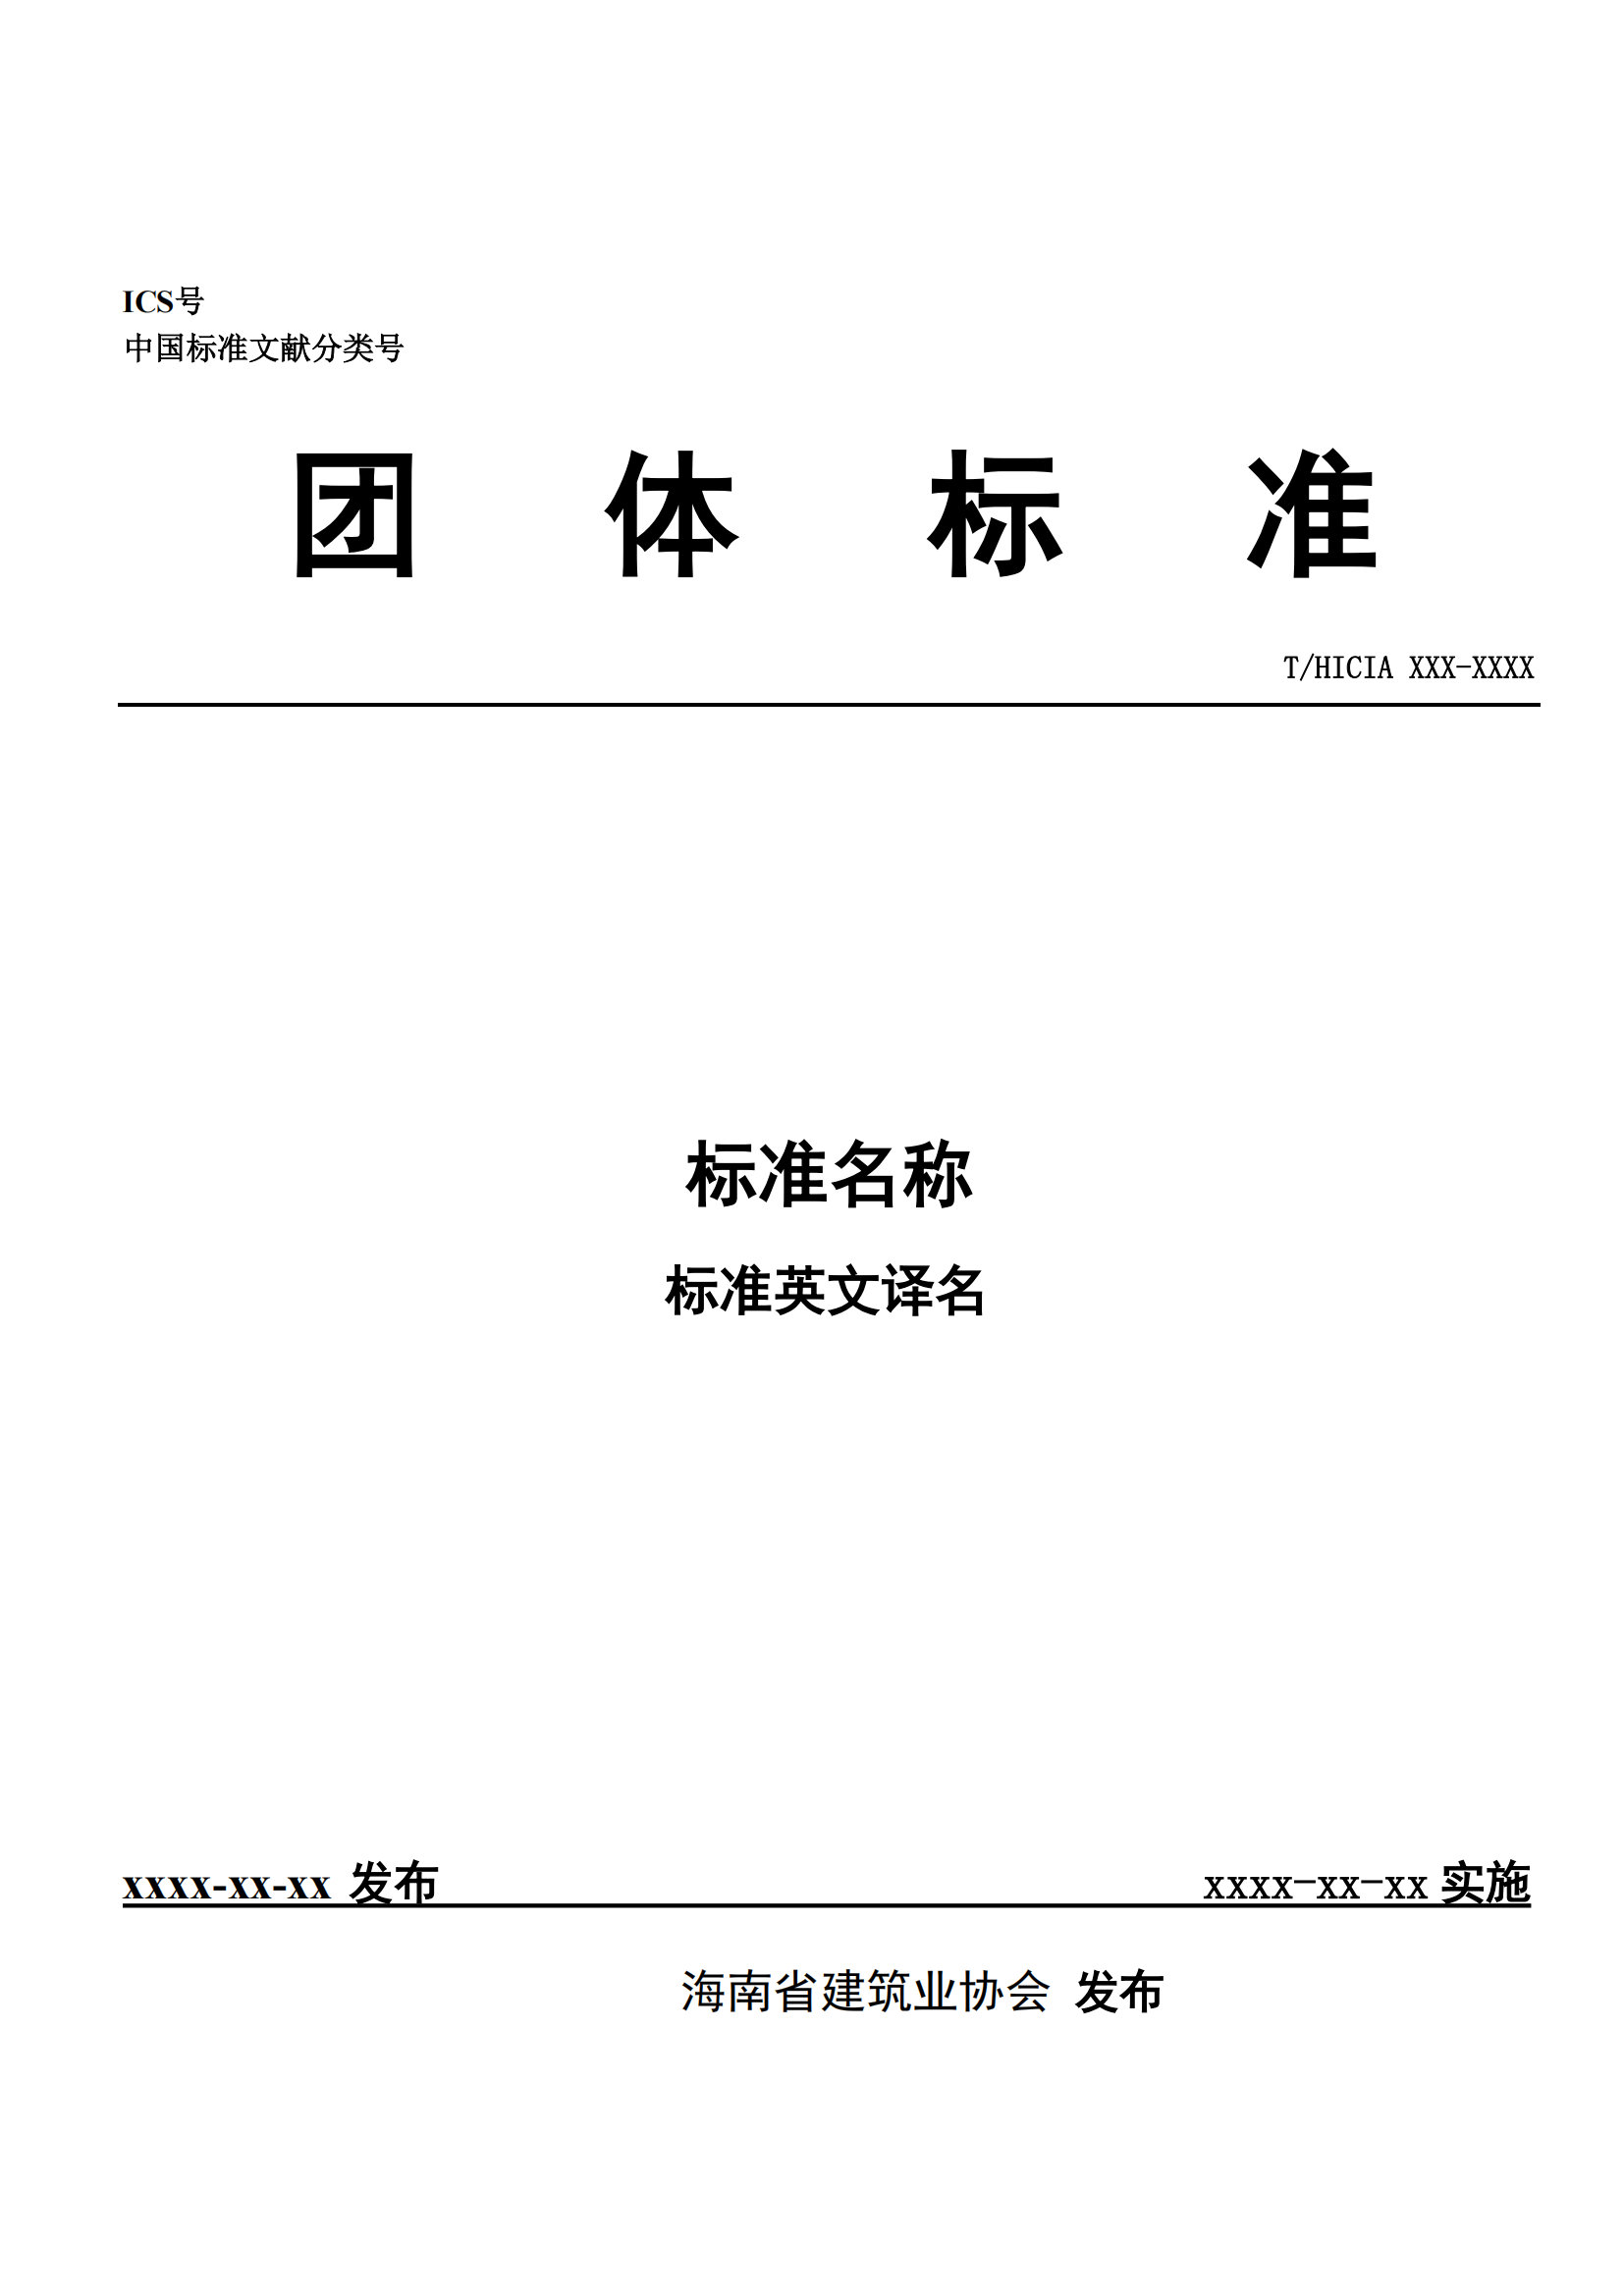 ICS号
中国标准文献分类号
团 体 标 准
T/HICIA XXX-XXXX
标准名称
标准英文译名
xxxx-xx-xx 发布 xxxx-xx-xx 实施
海南省建筑业协会 发布